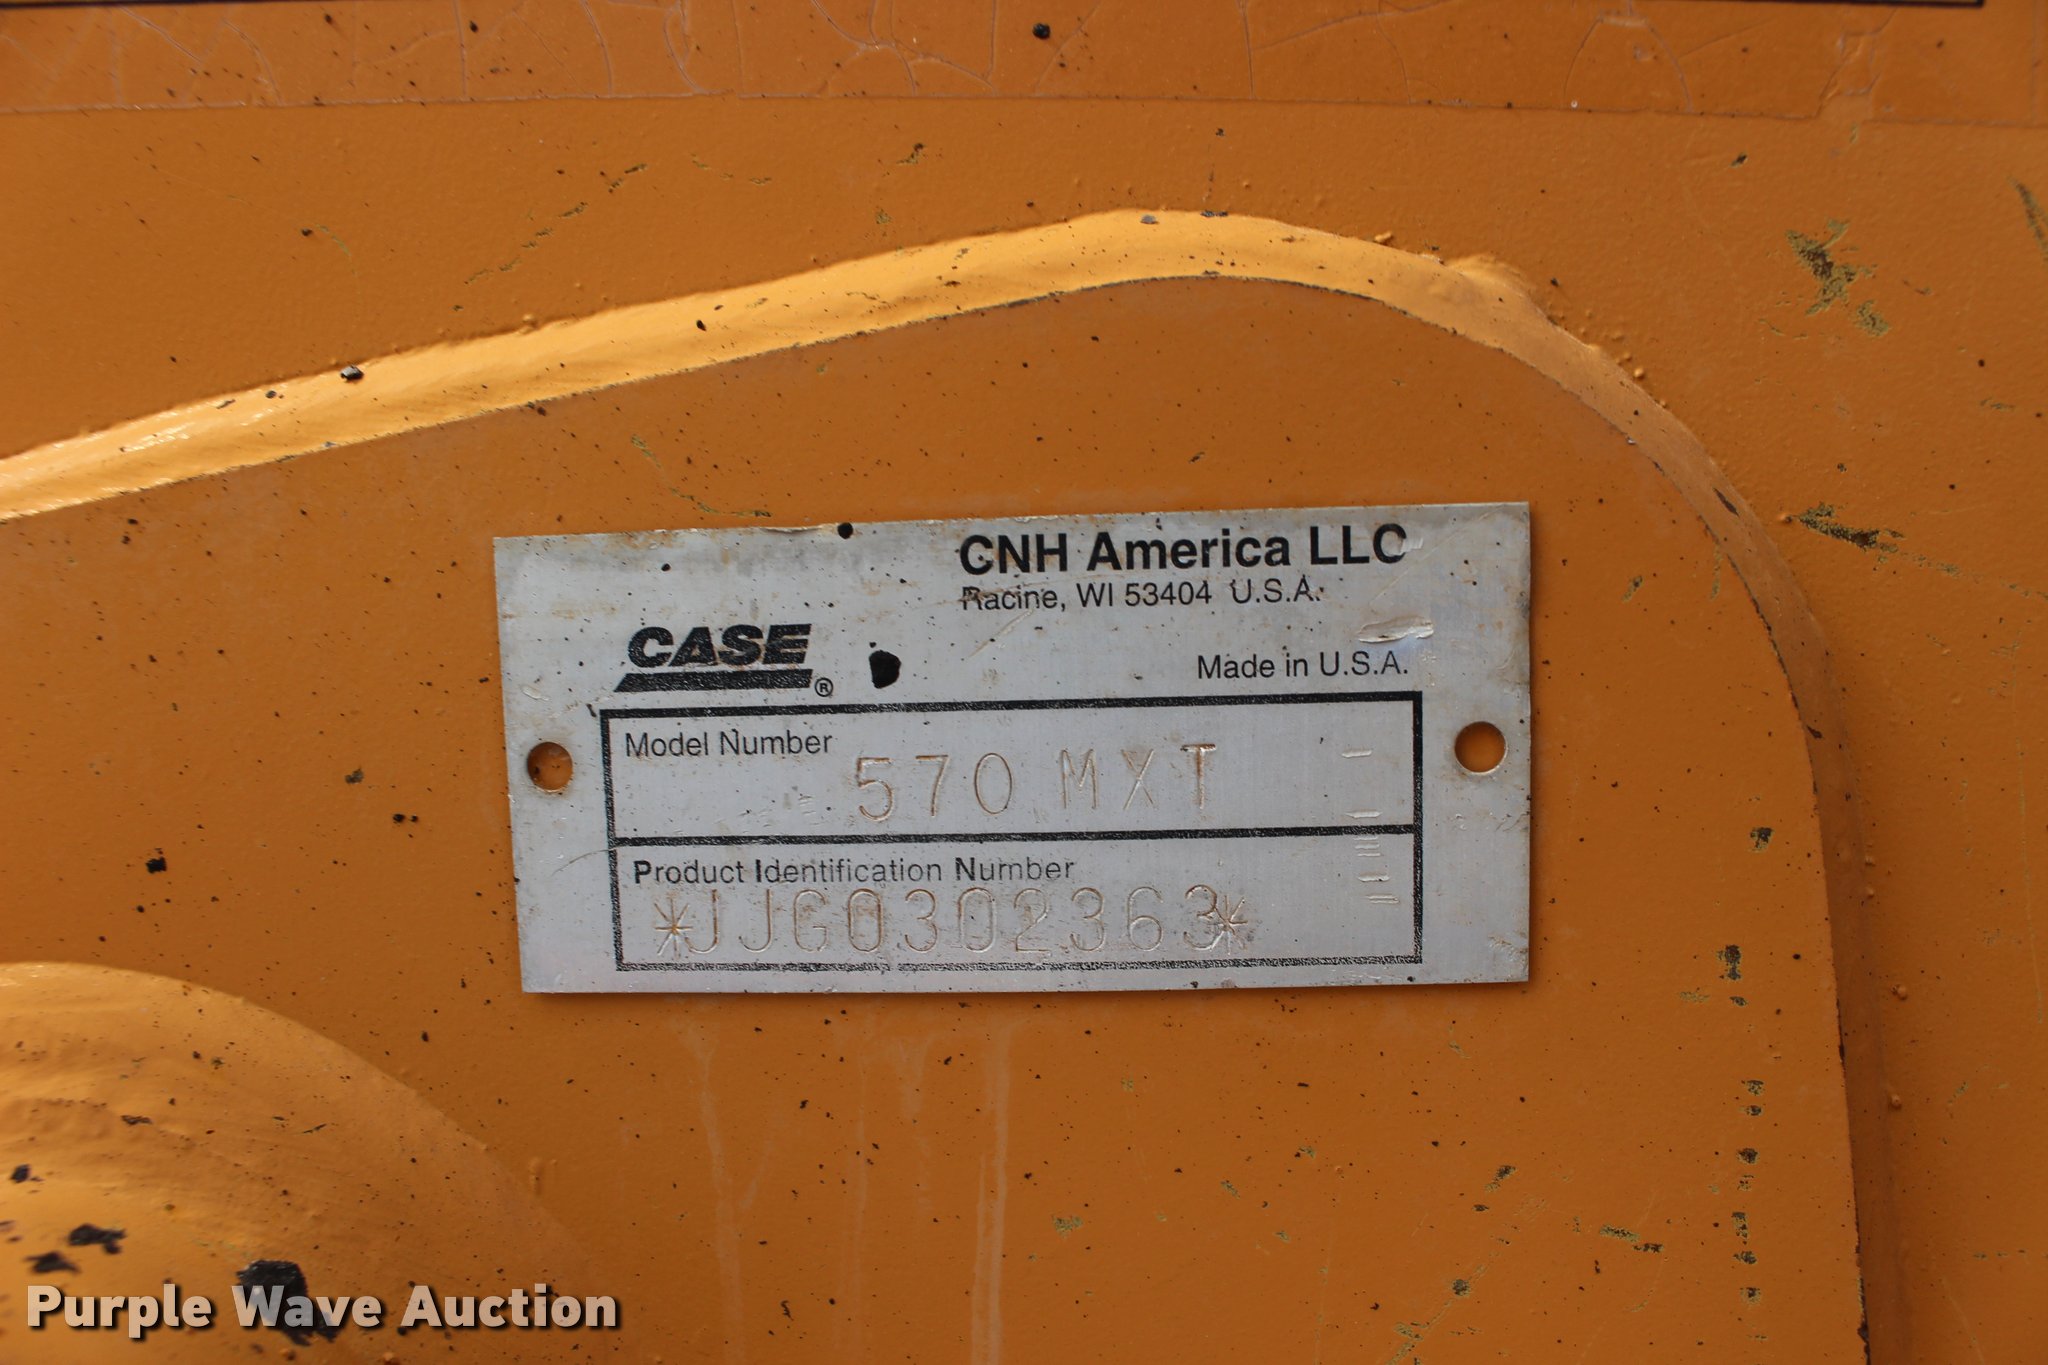 CNH America LLC
Racine, WI 53404 U.S.A.
CASE®
Made in U.S.A.
Model Number
570 MXT
Product Identification Number
*JJG0302363*
Purple Wave Auction